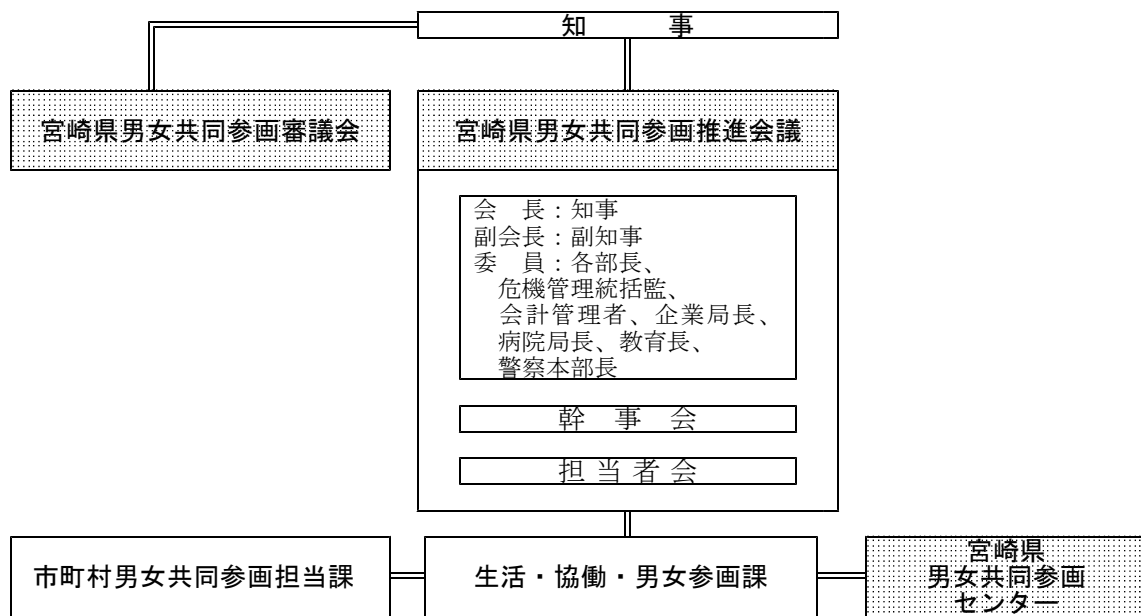 知 事
宮崎県男女共同参画審議会
宮崎県男女共同参画推進会議
会 長：知事
副会長：副知事
委 員：各部長、
危機管理統括監、
会計管理者、企業局長、
病院局長、教育長、
警察本部長
幹 事 会
担 当 者 会
市町村男女共同参画担当課
生活・協働・男女参画課
宮崎県
男女共同参画
センター